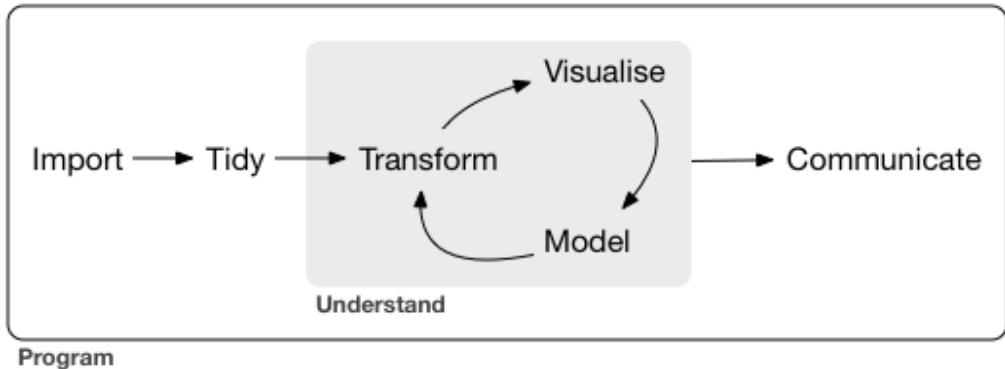 Visualise
Import
Tidy
Transform
Communicate
Model
Understand
Program